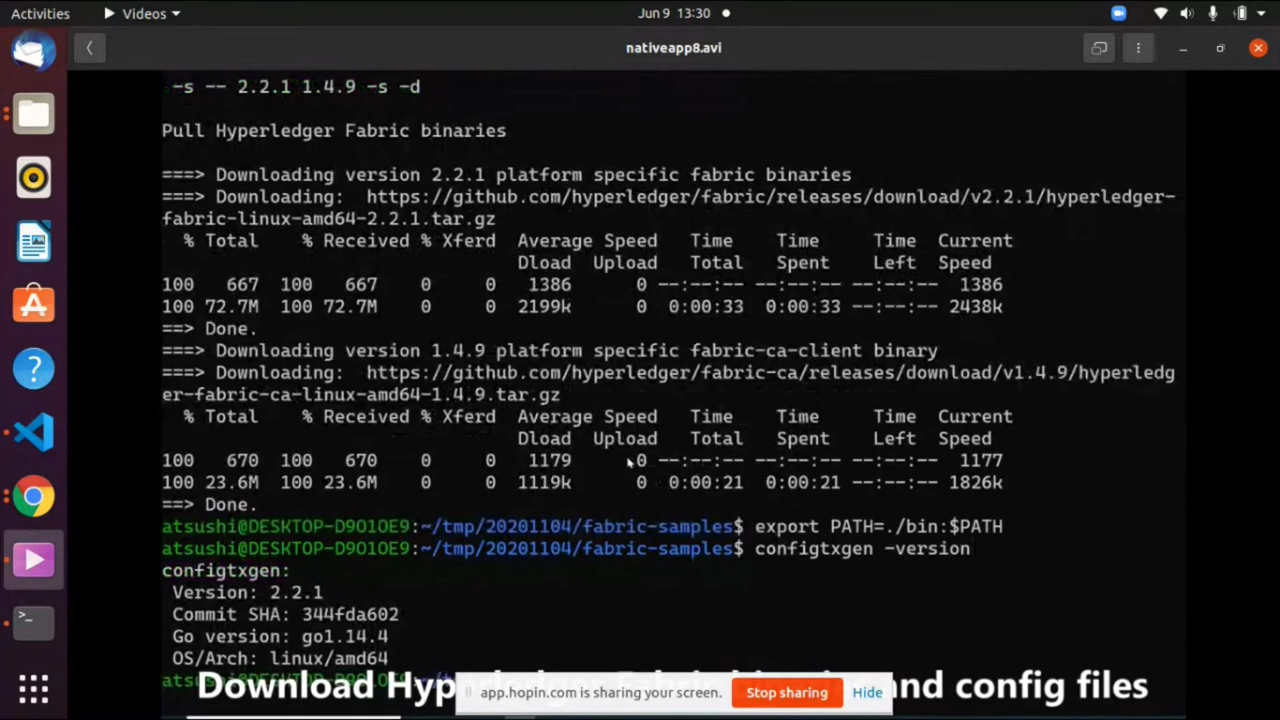 Activities Videos Jun 9 13:30
nativeapp8.avi
-s -- 2.2.1 1.4.9 -s -d
Pull Hyperledger Fabric binaries
===> Downloading version 2.2.1 platform specific fabric binaries
===> Downloading:  https://github.com/hyperledger/fabric/releases/download/v2.2.1/hyperledger-
fabric-linux-amd64-2.2.1.tar.gz
% Total % Received % Xferd Average Speed Time Time Time Current
Dload Upload Total Spent Left Speed
100 667 100 667 0 0 1386 0 --:--:-- --:--:-- --:--:-- 1386
100 72.7M 100 72.7M 0 0 2199k 0 0:00:33 0:00:33 --:--:-- 2438k
==> Done.
===> Downloading version 1.4.9 platform specific fabric-ca-client binary
===> Downloading:  https://github.com/hyperledger/fabric-ca/releases/download/v1.4.9/hyperledg
er-fabric-ca-linux-amd64-1.4.9.tar.gz
% Total % Received % Xferd Average Speed Time Time Time Current
Dload Upload Total Spent Left Speed
100 670 100 670 0 0 1179 0 --:--:-- --:--:-- --:--:-- 1177
100 23.6M 100 23.6M 0 0 1119k 0 0:00:21 0:00:21 --:--:-- 1826k
==> Done.
atsushi@DESKTOP-D9O1OE9:~/tmp/20201104/fabric-samples$ export PATH=./bin:$PATH
atsushi@DESKTOP-D9O1OE9:~/tmp/20201104/fabric-samples$ configtxgen -version
configtxgen:
Version: 2.2.1
Commit SHA: 344fda602
Go version: go1.14.4
OS/Arch: linux/amd64
Download and config files
app.hopin.com is sharing your screen. Stop sharing Hide